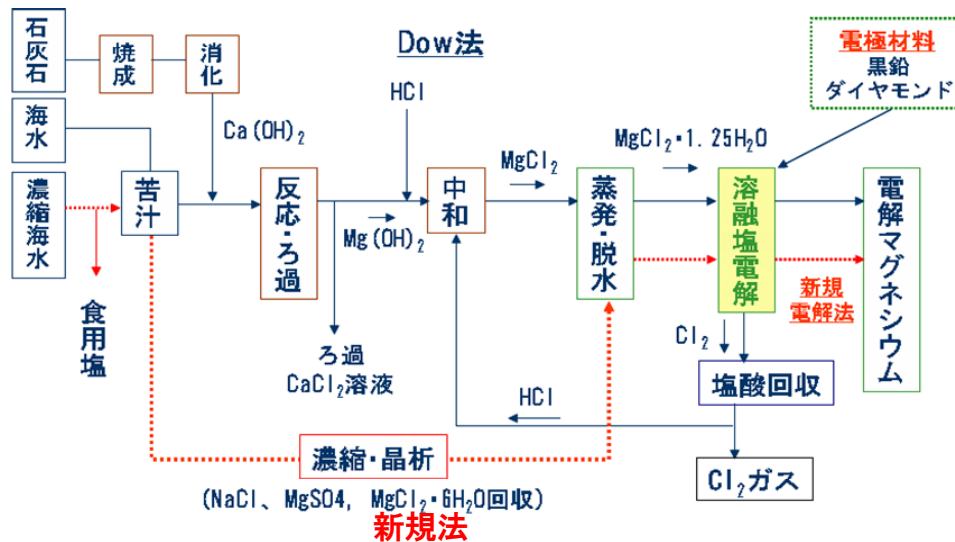 Dow法
石灰石
焼成
消化
電極材料
黒鉛
ダイヤモンド
HCl
海水
Ca(OH)₂
MgCl₂・1.25H₂O
MgCl₂
濃縮海水
苦汁
反応・ろ過
中和
蒸発・脱水
溶融塩電解
電解マグネシウム
Mg(OH)₂
新規
電解法
食用塩
ろ過
CaCl₂溶液
Cl₂
塩酸回収
HCl
濃縮・晶析
Cl₂ガス
(NaCl、MgSO4, MgCl₂・6H₂O回収)
新規法